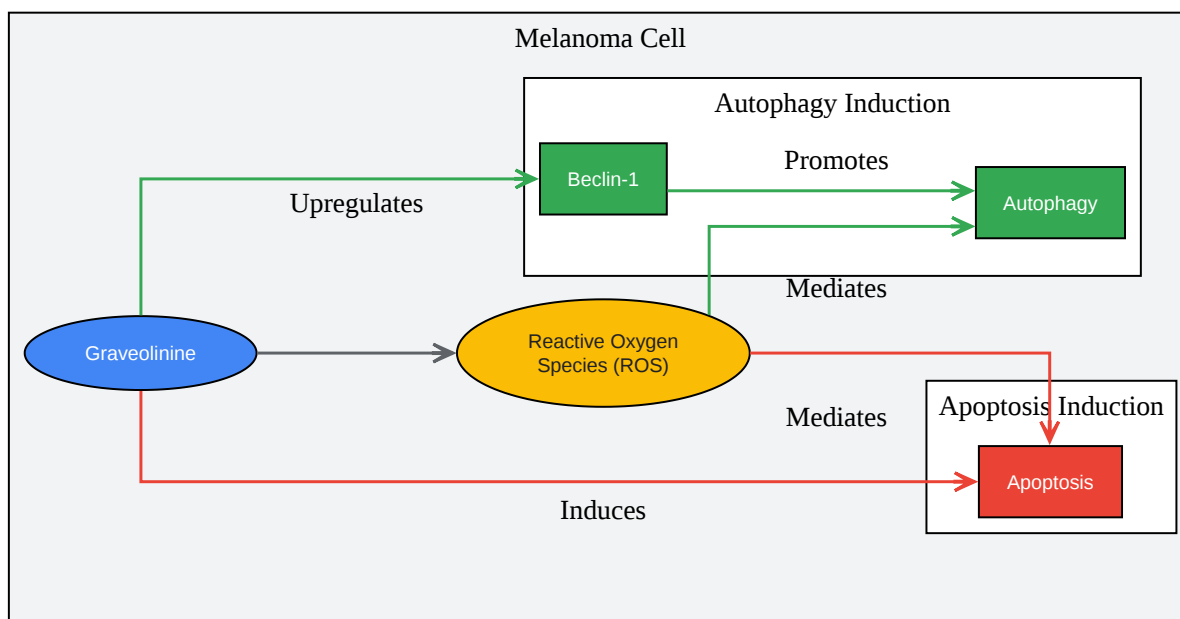 Melanoma Cell
Autophagy Induction
Promotes
Beclin-1
Upregulates
Autophagy
Mediates
Graveolinine
Reactive Oxygen
Species (ROS)
Mediates
Apoptosis Induction
Apoptosis
Induces